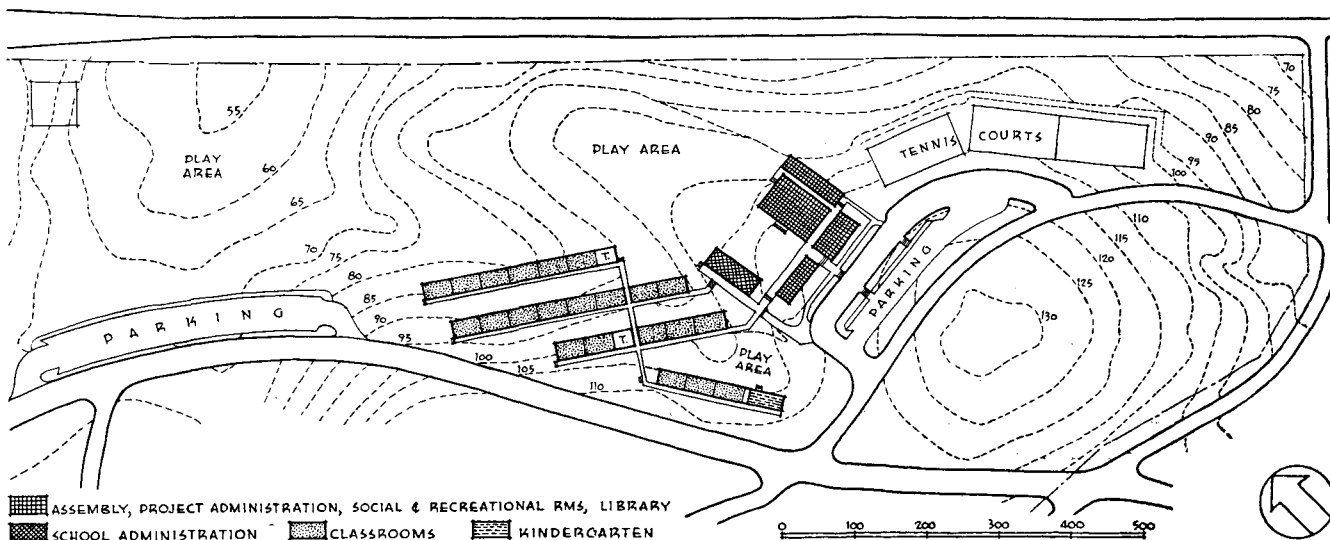 70
75
80
85
90
95
100
55
PLAY
AREA
60
65
PLAY AREA
TENNIS COURTS
70
75
80
85
90
95
100
105
110
T.
T.
PARKING
PARKING
PLAY
AREA
110
115
120
125
130
ASSEMBLY, PROJECT ADMINISTRATION, SOCIAL & RECREATIONAL RMS, LIBRARY
SCHOOL ADMINISTRATION
CLASSROOMS
KINDERGARTEN
0 100 200 300 400 500